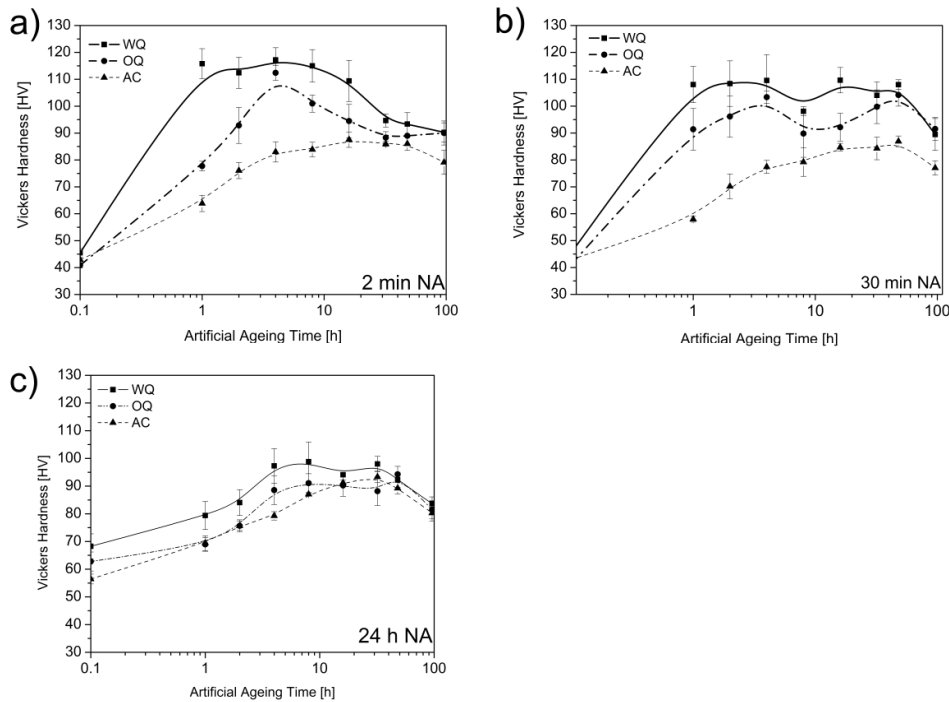 a)
130
120
110
100
90
80
70
60
50
40
30
Vickers Hardness [HV]
WQ
OQ
AC
2 min NA
0.1 1 10 100
Artificial Ageing Time [h]
b)
130
120
110
100
90
80
70
60
50
40
30
Vickers Hardness [HV]
WQ
OQ
AC
30 min NA
1 10 100
Artificial Ageing Time [h]
c)
130
120
110
100
90
80
70
60
50
40
30
Vickers Hardness [HV]
WQ
OQ
AC
24 h NA
0.1 1 10 100
Artificial Ageing Time [h]